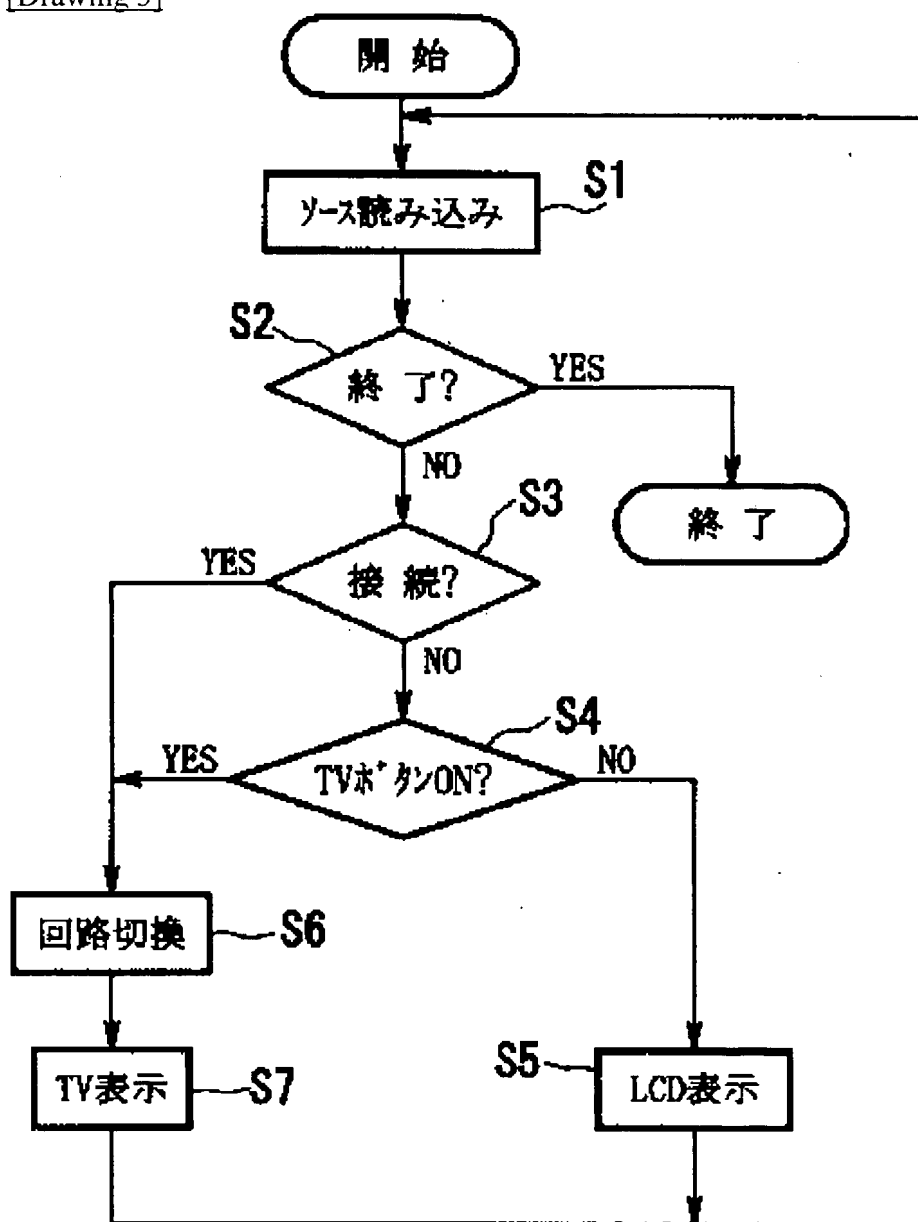 開 始
ソース読み込み
S1
S2
終 了?
YES
NO
終 了
S3
YES
接 続?
NO
S4
YES
TVボタンON?
NO
回路切換
S6
S5
TV表示
S7
LCD表示